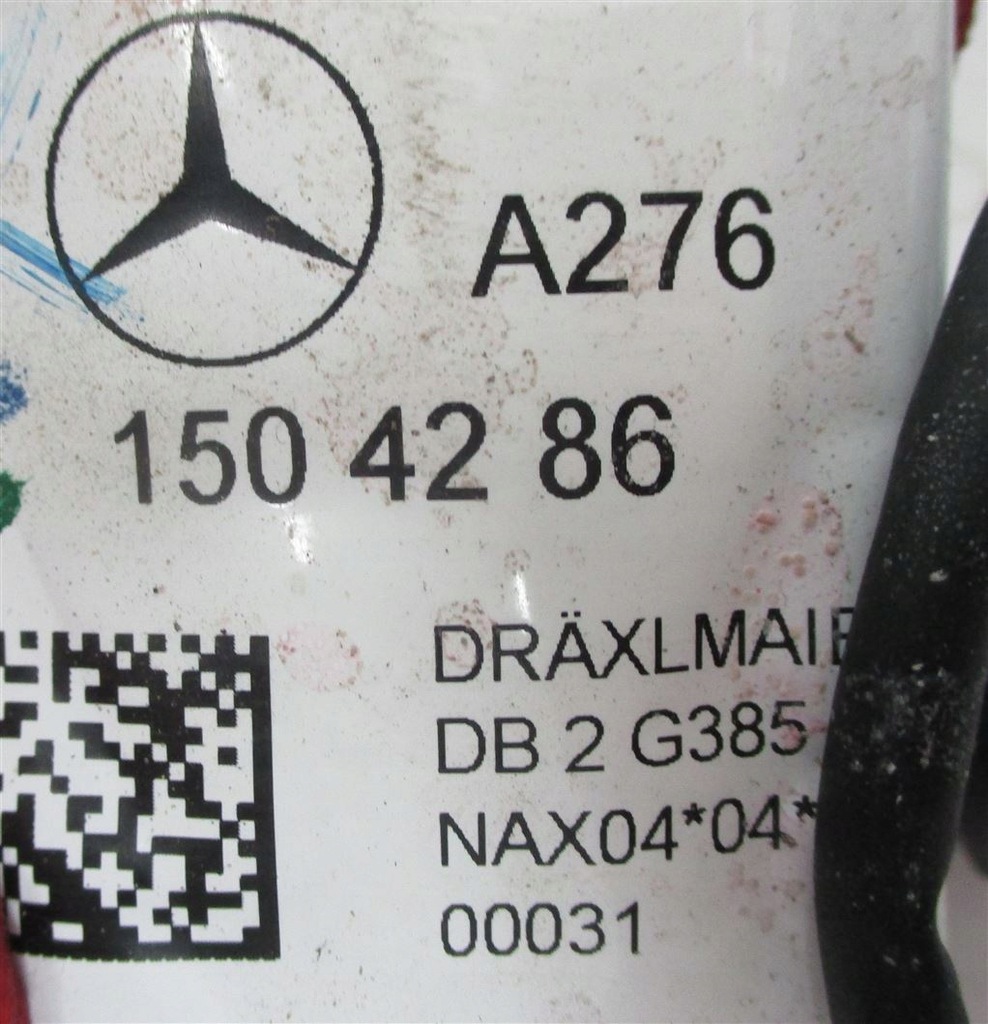 A276
150 42 86
DRÄXLMAIE
DB 2 G385
NAX04*04*
00031